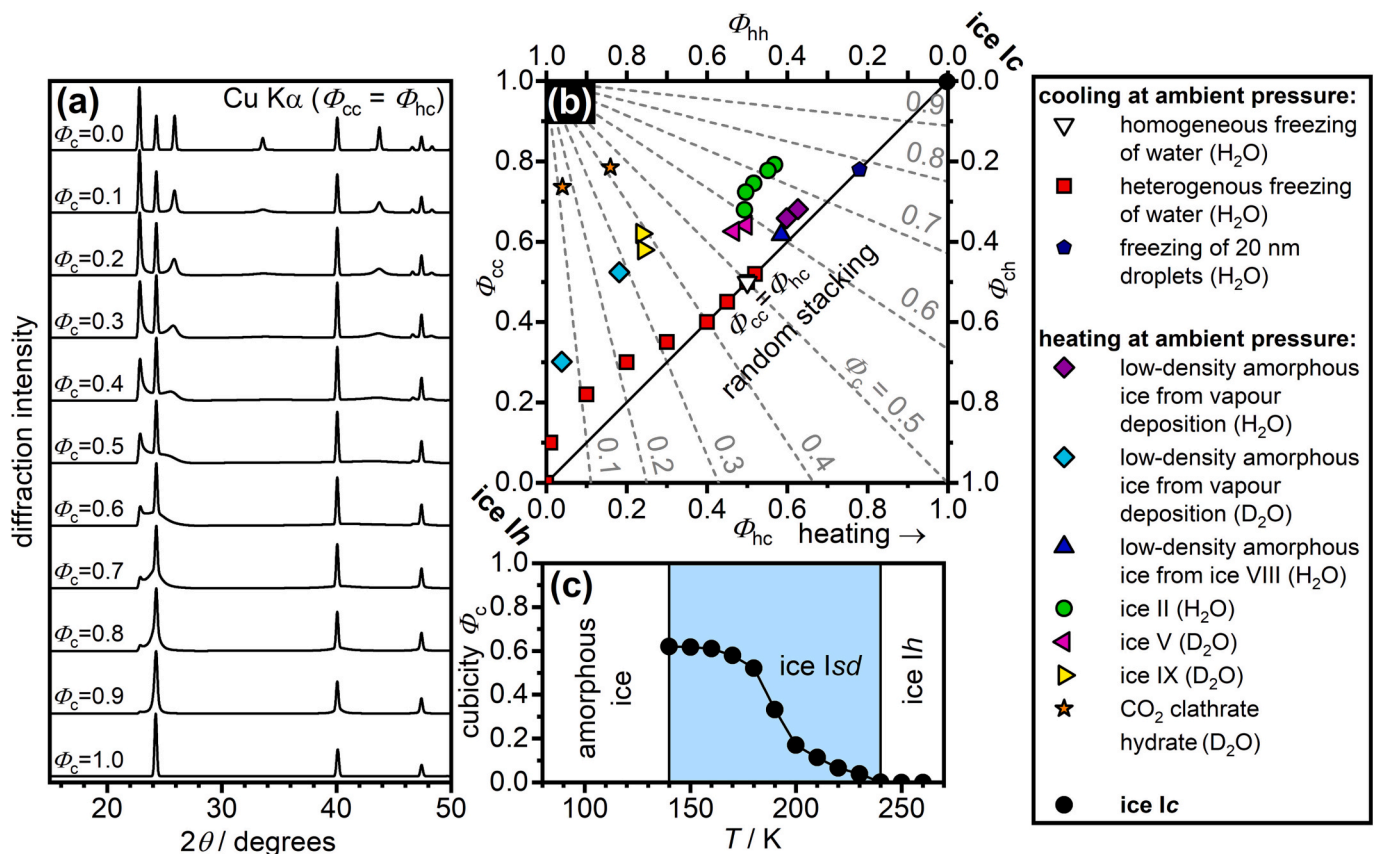 (a) Cu Kα (Φcc = Φhc)
Φc=0.0
Φc=0.1
Φc=0.2
Φc=0.3
Φc=0.4
Φc=0.5
Φc=0.6
Φc=0.7
Φc=0.8
Φc=0.9
Φc=1.0
diffraction intensity
20 30 40 50
2θ / degrees
Φhh
ice Ic
1.0 0.8 0.6 0.4 0.2 0.0
(b)
1.0
0.8
0.6
0.4
0.2
0.0
Φcc
0.0
0.2
0.4
0.6
0.8
1.0
Φch
0.9
0.8
0.7
0.6
Φc = 0.5
0.4
0.3
0.2
0.1
Φcc = Φhc
random stacking
ice Ih
0.0 0.2 0.4 0.6 0.8 1.0
Φhc heating →
(c)
1.0
0.8
0.6
0.4
0.2
0.0
cubicity Φc
amorphous
ice
ice Isd
ice Ih
100 150 200 250
T / K
cooling at ambient pressure:
homogeneous freezing
of water (H2O)
heterogenous freezing
of water (H2O)
freezing of 20 nm
droplets (H2O)
heating at ambient pressure:
low-density amorphous
ice from vapour
deposition (H2O)
low-density amorphous
ice from vapour
deposition (D2O)
low-density amorphous
ice from ice VIII (H2O)
ice II (H2O)
ice V (D2O)
ice IX (D2O)
CO2 clathrate
hydrate (D2O)
ice Ic